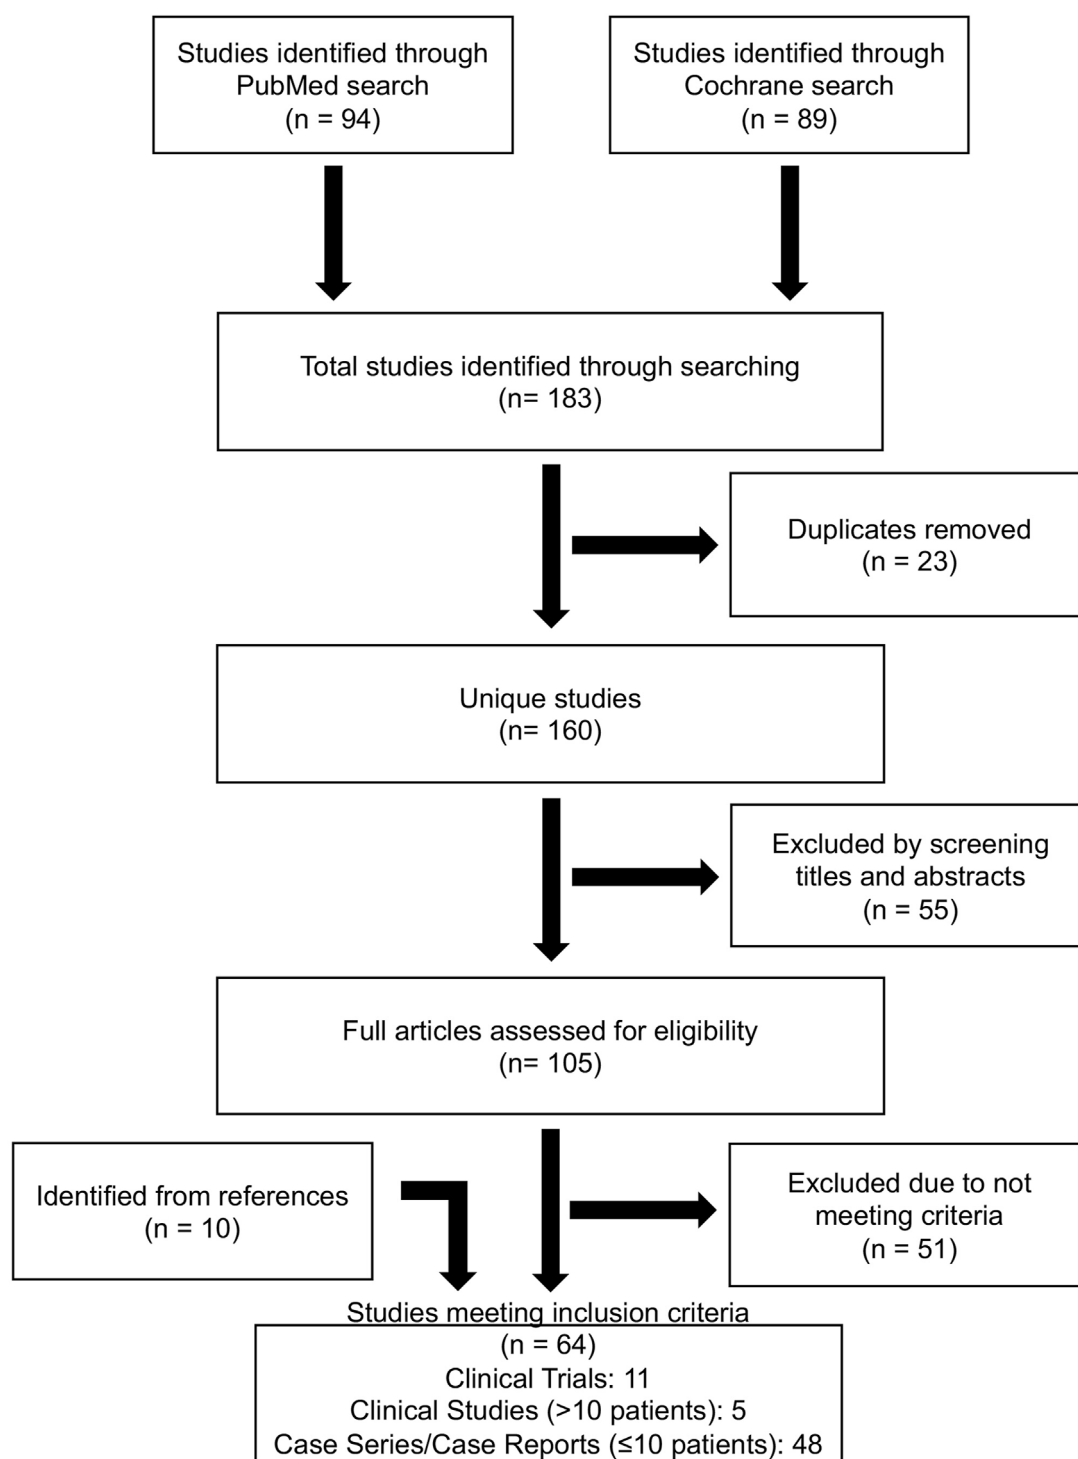 Studies identified through
PubMed search
(n = 94)
Studies identified through
Cochrane search
(n = 89)
Total studies identified through searching
(n= 183)
Duplicates removed
(n = 23)
Unique studies
(n= 160)
Excluded by screening
titles and abstracts
(n = 55)
Full articles assessed for eligibility
(n= 105)
Identified from references
(n = 10)
Excluded due to not
meeting criteria
(n = 51)
Studies meeting inclusion criteria
(n = 64)
Clinical Trials: 11
Clinical Studies (>10 patients): 5
Case Series/Case Reports (≤10 patients): 48